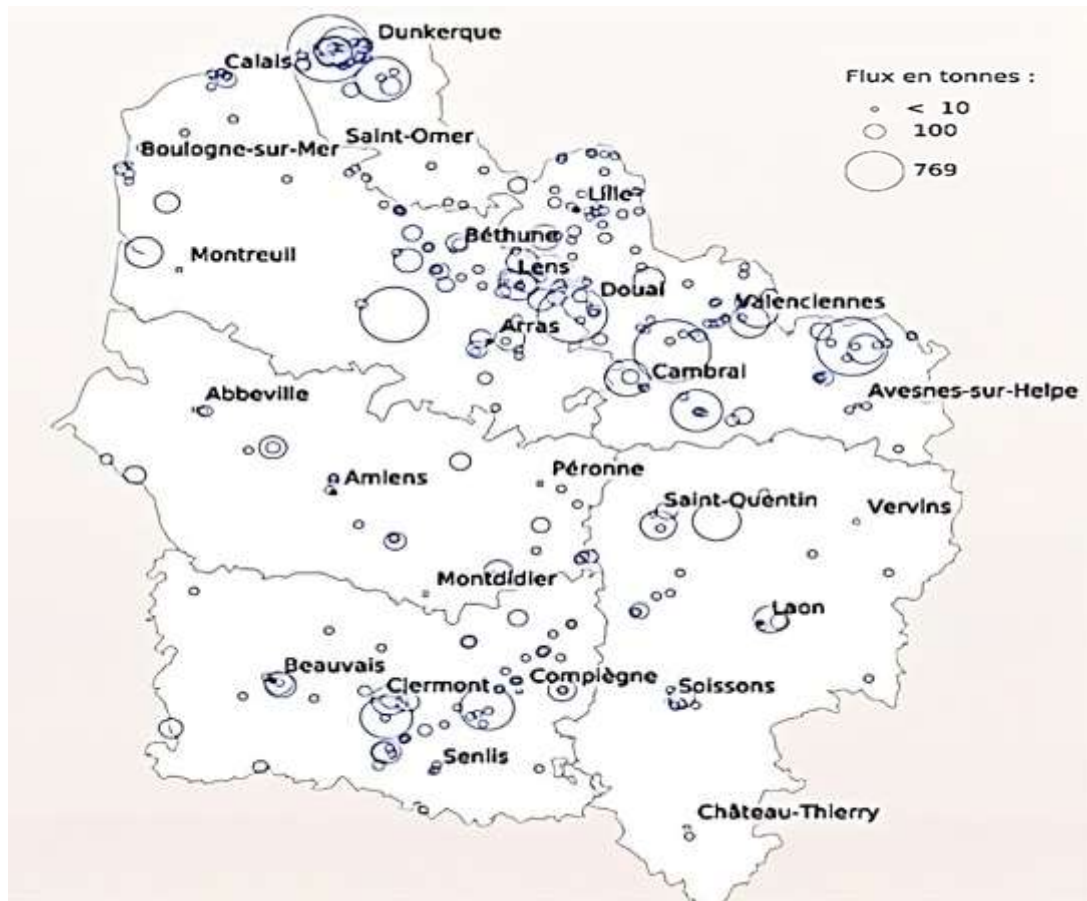 Dunkerque
Calais
Flux en tonnes :
< 10
100
769
Saint-Omer
Boulogne-sur-Mer
Lille
Béthune
Montreuil
Lens
Douai
Valenciennes
Arras
Cambrai
Avesnes-sur-Helpe
Abbeville
Amiens
Péronne
Saint-Quentin
Vervins
Montdidier
Laon
Beauvais
Clermont
Compiègne
Soissons
Senlis
Château-Thierry